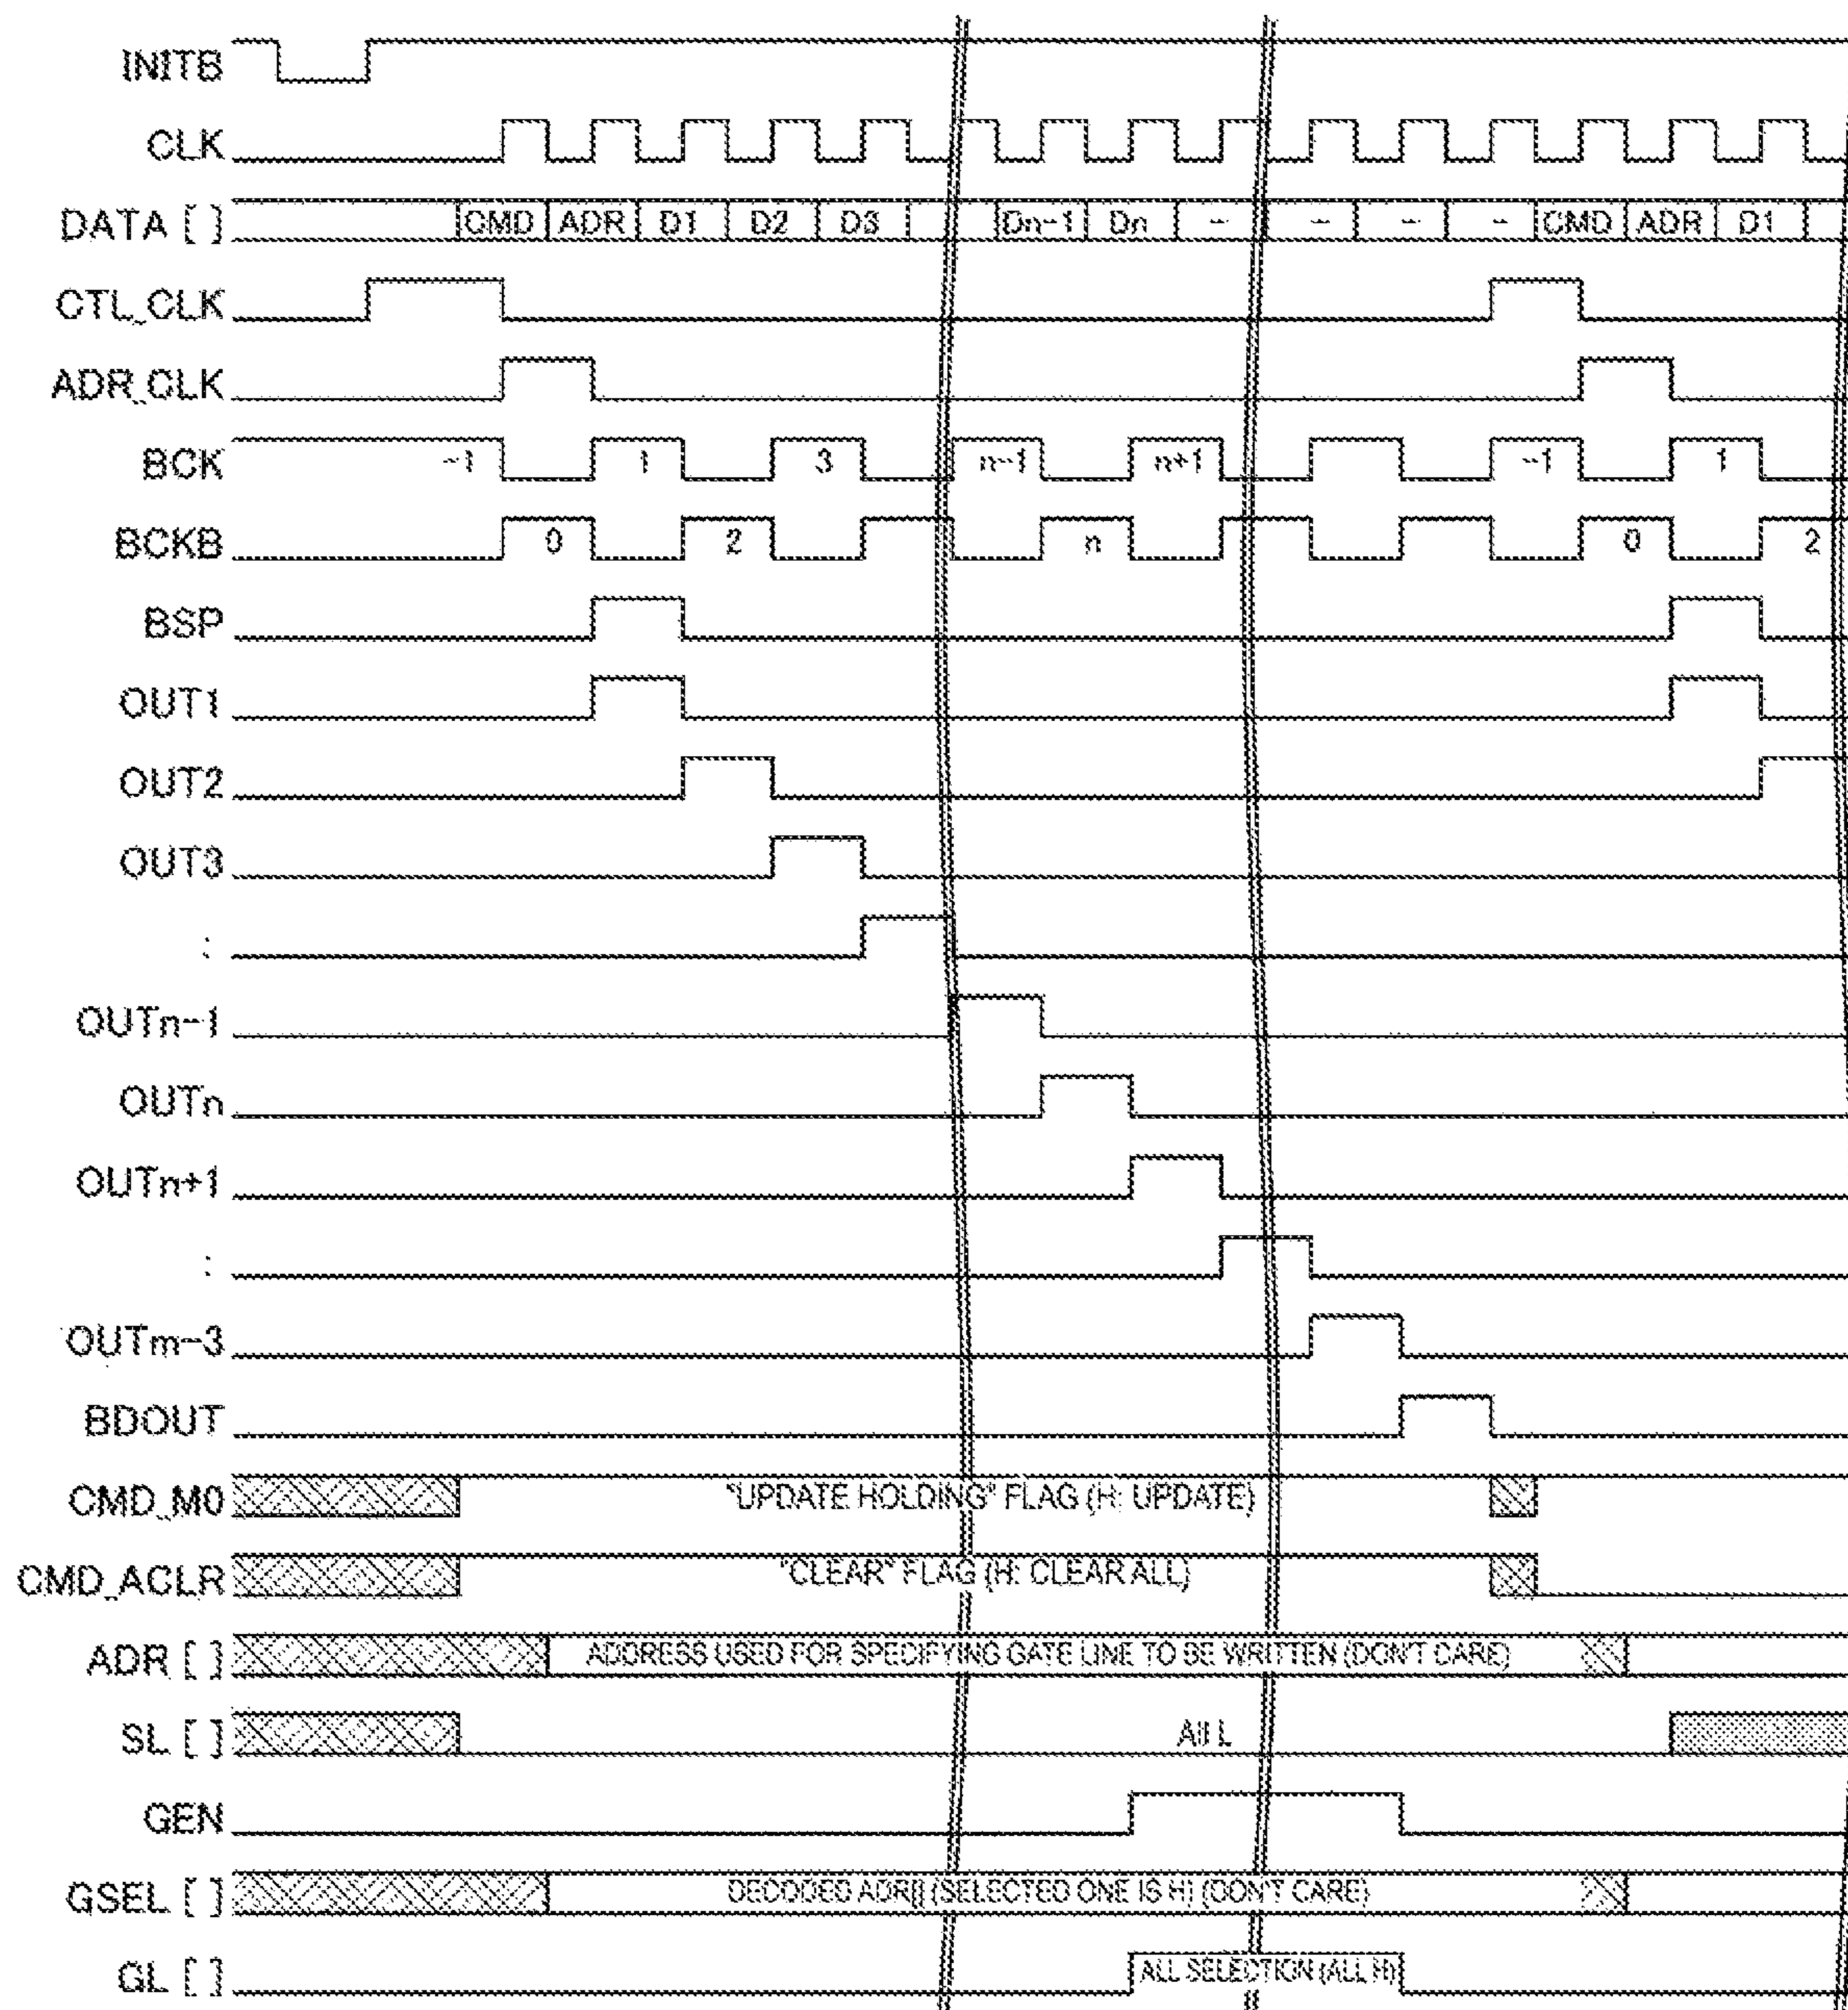 INITB
CLK
DATA [ ] CMD ADR D1 D2 D3 Dn-1 Dn - - - - CMD ADR D1
CTL_CLK
ADR_CLK
BCK -1 1 3 n-1 n+1 -1 1
BCKB 0 2 n 0 2
BSP
OUT1
OUT2
OUT3
:
OUTn-1
OUTn
OUTn+1
:
OUTm-3
BDOUT
CMD_M0 "UPDATE HOLDING" FLAG (H: UPDATE)
CMD_ACLR "CLEAR" FLAG (H: CLEAR ALL)
ADR [ ] ADDRESS USED FOR SPECIFYING GATE LINE TO BE WRITTEN (DON'T CARE)
SL [ ] All L
GEN
GSEL [ ] DECODED ADR[] (SELECTED ONE IS H) (DON'T CARE)
GL [ ] ALL SELECTION (ALL H)